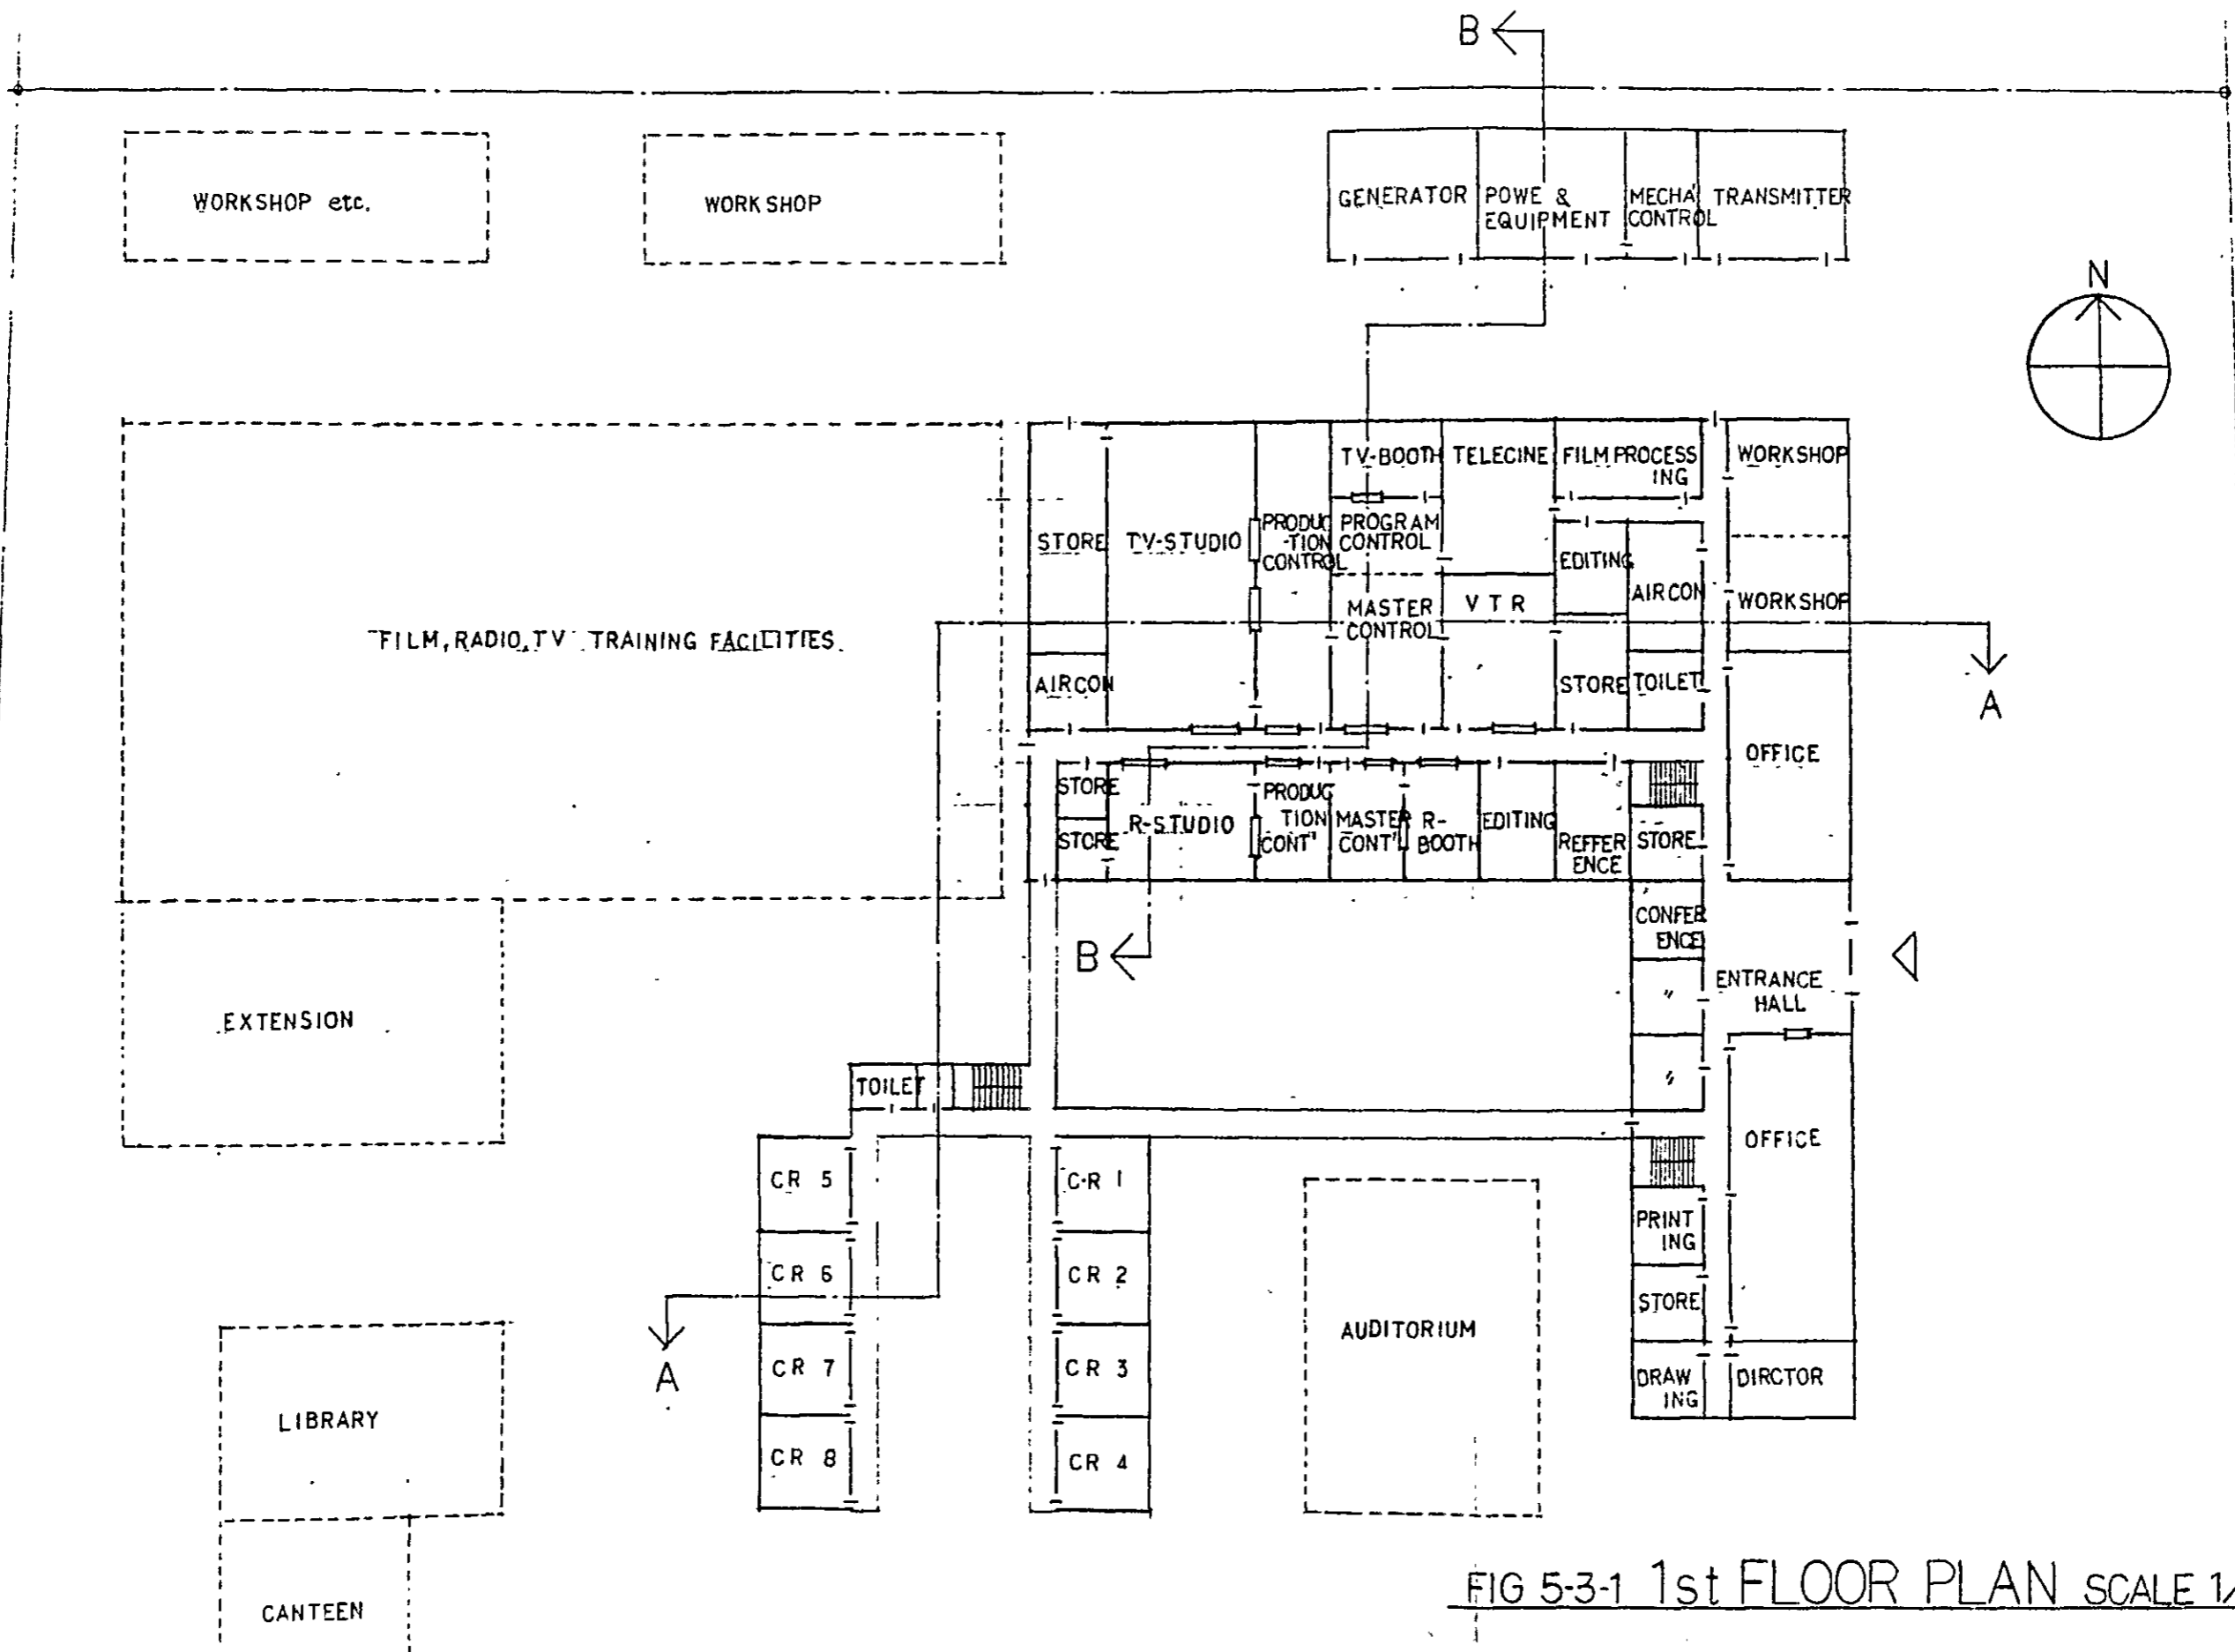 B
WORKSHOP etc.
WORKSHOP
GENERATOR
POWE &
EQUIPMENT
MECHA'
CONTROL
TRANSMITTER
N
TV-BOOTH
TELECINE
FILM PROCESS
ING
WORKSHOP
STORE
TV-STUDIO
PRODUC
-TION
CONTROL
PROGRAM
CONTROL
EDITING
AIRCON
WORKSHOP
MASTER
CONTROL
VTR
FILM, RADIO, TV TRAINING FACILITIES
AIRCON
STORE
TOILET
A
OFFICE
STORE
STORE
R-STUDIO
PRODUC
TION
CONT'
MASTER
CONT'
R-
BOOTH
EDITING
REFFER
ENCE
STORE
CONFER
ENCE
B
〃
ENTRANCE
HALL
EXTENSION
〃
TOILET
OFFICE
CR 5
C·R 1
PRINT
ING
CR 6
CR 2
STORE
AUDITORIUM
A
CR 7
CR 3
DRAW
ING
DIRCTOR
LIBRARY
CR 8
CR 4
CANTEEN
FIG 5-3-1 1st FLOOR PLAN SCALE 1/